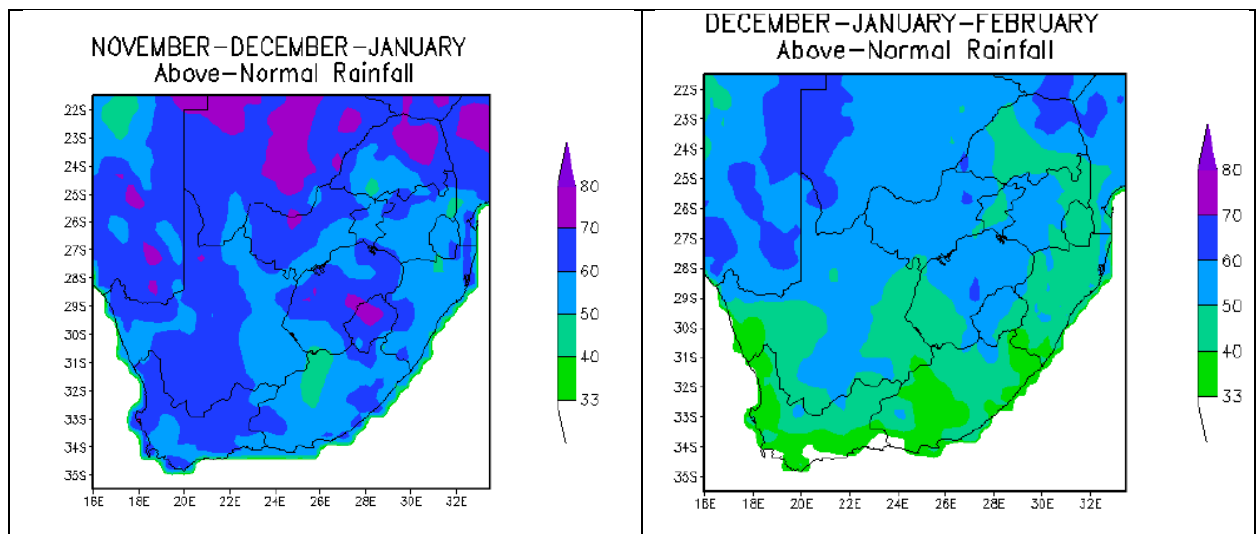 NOVEMBER-DECEMBER-JANUARY
Above-Normal Rainfall
22S
23S
24S
25S
26S
27S
28S
29S
30S
31S
32S
33S
34S
35S
16E
18E
20E
22E
24E
26E
28E
30E
32E
80
70
60
50
40
33
DECEMBER-JANUARY-FEBRUARY
Above-Normal Rainfall
22S
23S
24S
25S
26S
27S
28S
29S
30S
31S
32S
33S
34S
35S
16E
18E
20E
22E
24E
26E
28E
30E
32E
80
70
60
50
40
33